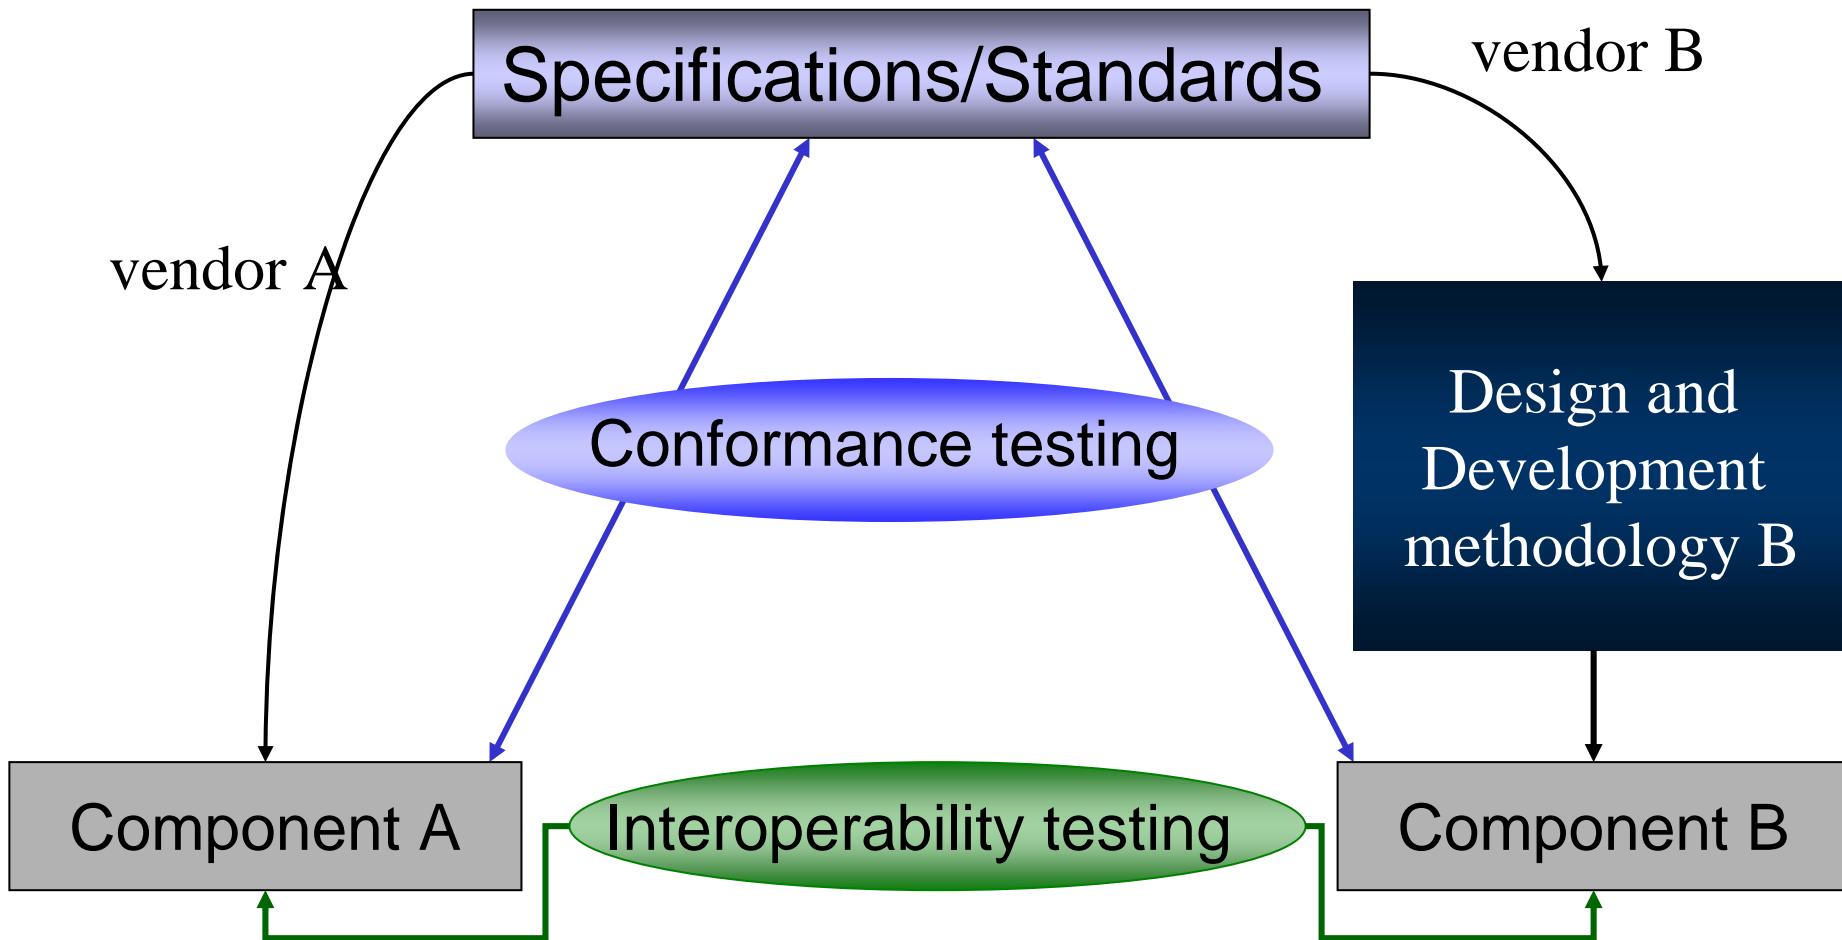 Specifications/Standards
vendor B
vendor A
Design and
Development
methodology B
Conformance testing
Component A
Interoperability testing
Component B